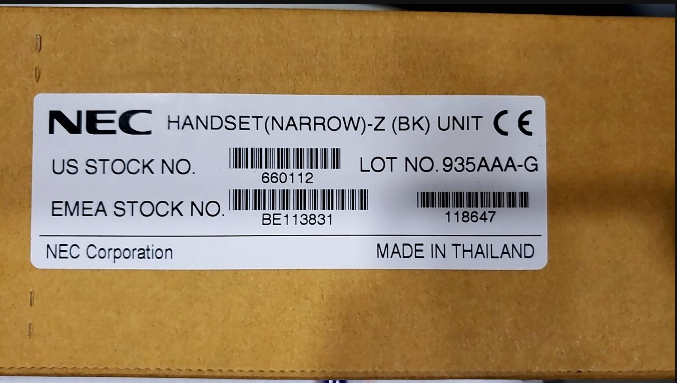 NEC HANDSET(NARROW)-Z (BK) UNIT CE
US STOCK NO. 660112 LOT NO. 935AAA-G
EMEA STOCK NO. BE113831 118647
NEC Corporation MADE IN THAILAND